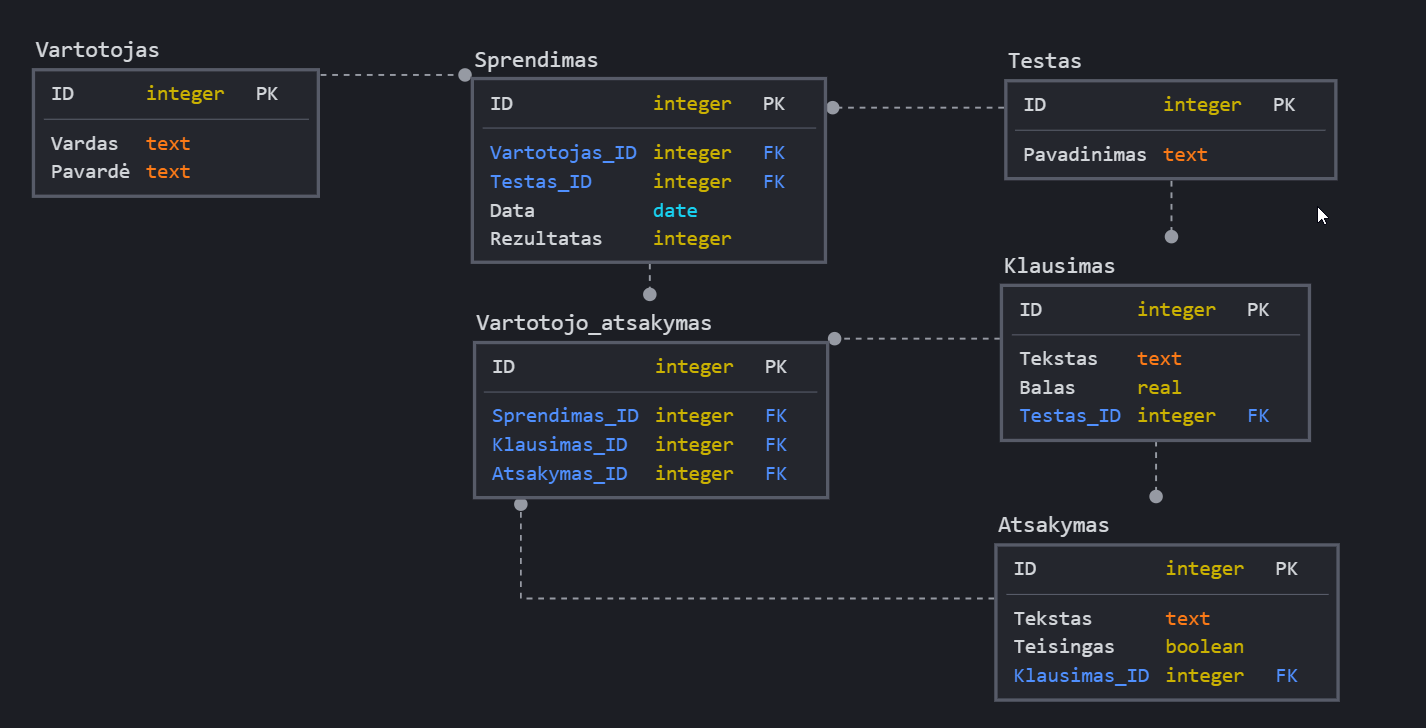 Vartotojas
ID integer PK
Vardas text
Pavardė text
Sprendimas
ID integer PK
Vartotojas_ID integer FK
Testas_ID integer FK
Data date
Rezultatas integer
Testas
ID integer PK
Pavadinimas text
Vartotojo_atsakymas
ID integer PK
Sprendimas_ID integer FK
Klausimas_ID integer FK
Atsakymas_ID integer FK
Klausimas
ID integer PK
Tekstas text
Balas real
Testas_ID integer FK
Atsakymas
ID integer PK
Tekstas text
Teisingas boolean
Klausimas_ID integer FK